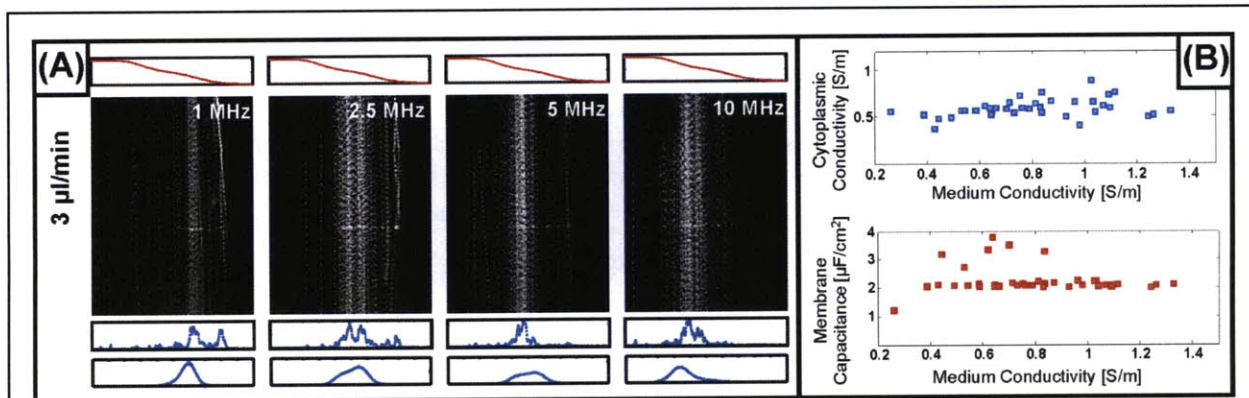 (A)
3 µl/min
1 MHz
2.5 MHz
5 MHz
10 MHz
(B)
Cytoplasmic
Conductivity [S/m]
1
0.5
0.2 0.4 0.6 0.8 1 1.2 1.4
Medium Conductivity [S/m]
Membrane
Capacitance [µF/cm²]
4
3
2
1
0.2 0.4 0.6 0.8 1 1.2 1.4
Medium Conductivity [S/m]